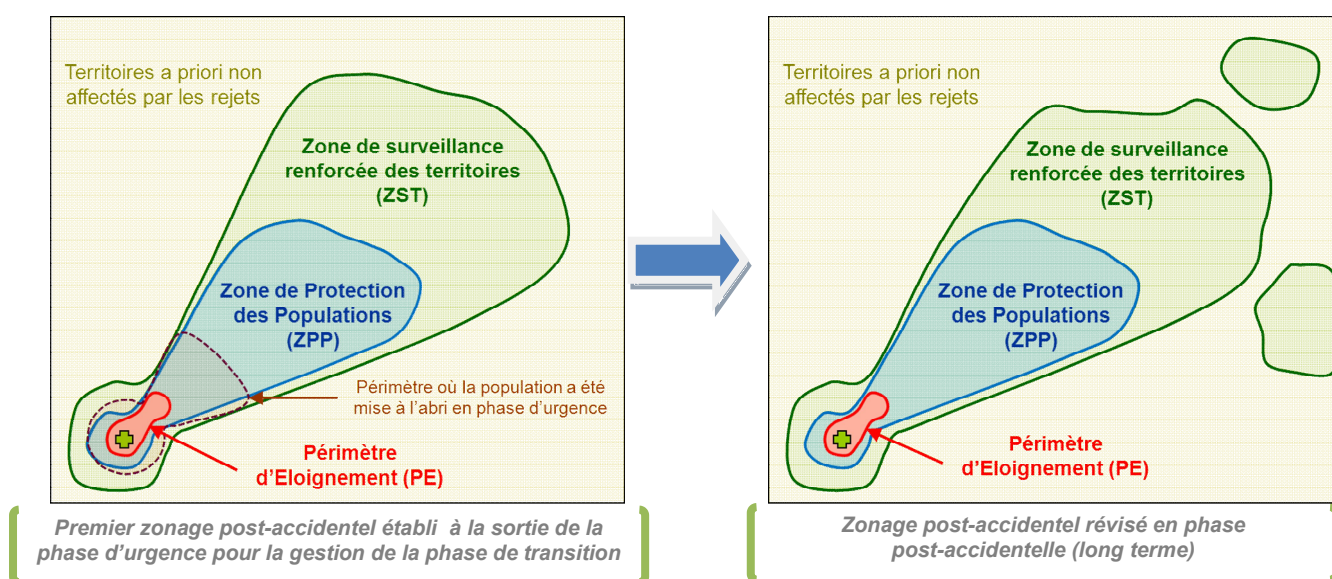 Territoires a priori non
affectés par les rejets
Zone de surveillance
renforcée des territoires
(ZST)
Zone de Protection
des Populations
(ZPP)
Périmètre où la population a été
mise à l'abri en phase d'urgence
Périmètre
d'Eloignement (PE)
Premier zonage post-accidentel établi à la sortie de la
phase d'urgence pour la gestion de la phase de transition
Territoires a priori non
affectés par les rejets
Zone de surveillance
renforcée des territoires
(ZST)
Zone de Protection
des Populations
(ZPP)
Périmètre
d'Eloignement (PE)
Zonage post-accidentel révisé en phase
post-accidentelle (long terme)